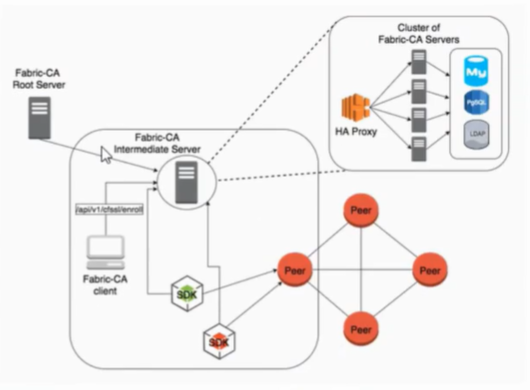 Cluster of
Fabric-CA Servers
My
PgSQL
LDAP
HA Proxy
Fabric-CA
Root Server
Fabric-CA
Intermediate Server
/api/v1/cfssl/enroll
Fabric-CA
client
SDK
SDK
Peer
Peer
Peer
Peer